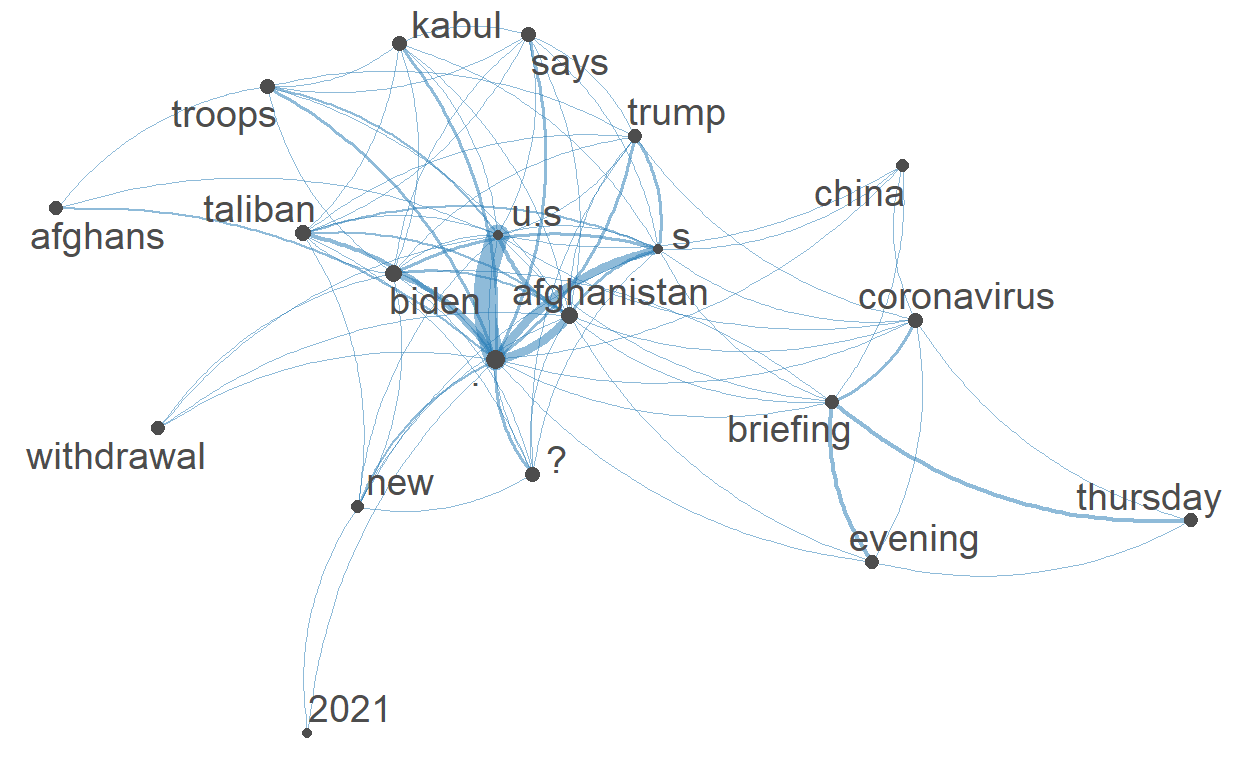 kabul
says
troops
trump
china
taliban
u.s
afghans
s
biden
afghanistan
coronavirus
.
briefing
withdrawal
?
new
thursday
evening
2021